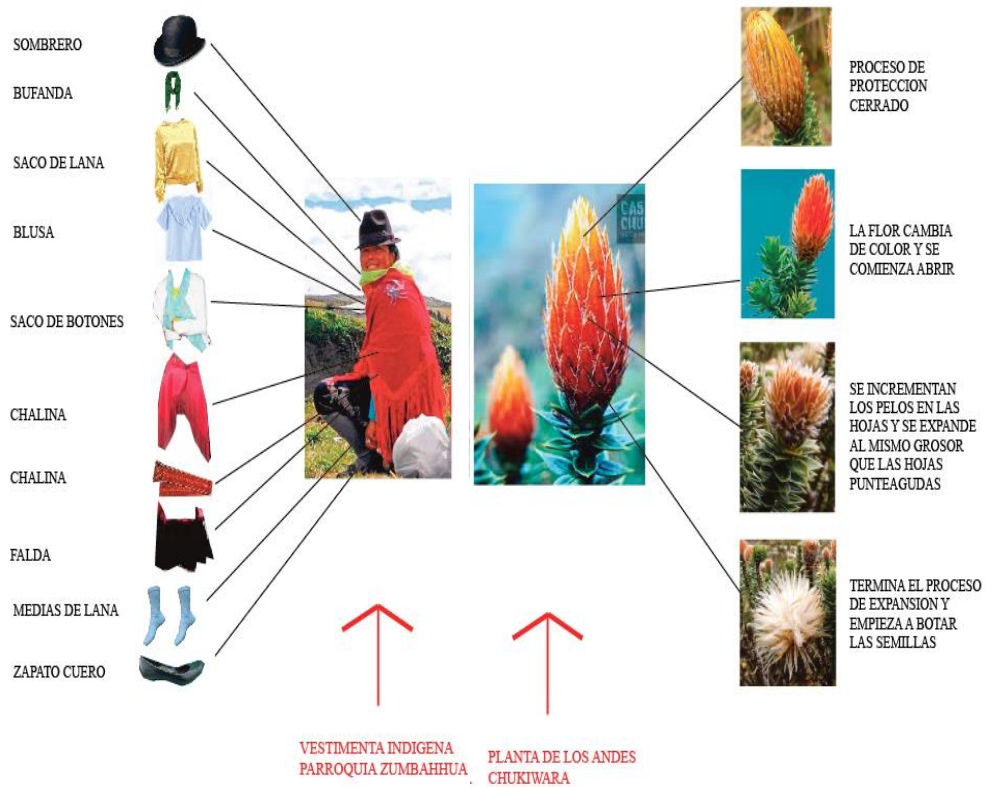 SOMBRERO
BUFANDA
SACO DE LANA
BLUSA
SACO DE BOTONES
CHALINA
CHALINA
FALDA
MEDIAS DE LANA
ZAPATO CUERO
VESTIMENTA INDIGENA
PARROQUIA ZUMBAHHUA
.
PLANTA DE LOS ANDES
CHUKIWARA
PROCESO DE
PROTECCION
CERRADO
LA FLOR CAMBIA
DE COLOR Y SE
COMIENZA ABRIR
SE INCREMENTAN
LOS PELOS EN LAS
HOJAS Y SE EXPANDE
AL MISMO GROSOR
QUE LAS HOJAS
PUNTEAGUDAS
TERMINA EL PROCESO
DE EXPANSION Y
EMPIEZA A BOTAR
LAS SEMILLAS